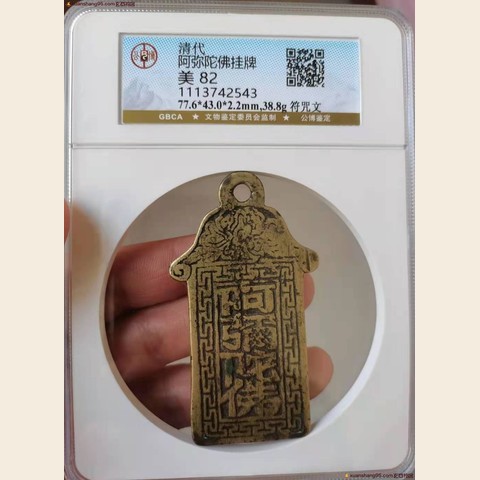 清代
阿弥陀佛挂牌
美 82
1113742543
77.6*43.0*2.2mm,38.8g 符咒文
GBCA ★ 文物鉴定委员会监制 ★ 公博鉴定
阿
彌
陀
佛